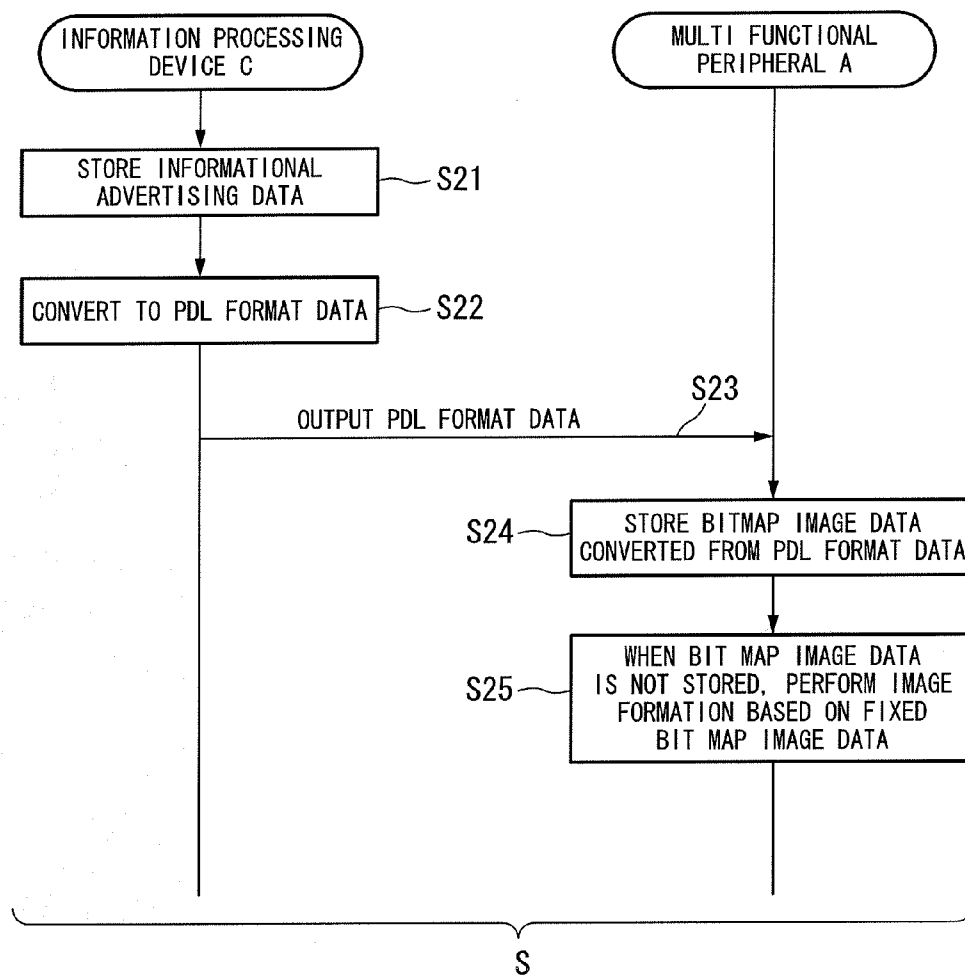 INFORMATION PROCESSING
DEVICE C
MULTI FUNCTIONAL
PERIPHERAL A
STORE INFORMATIONAL
ADVERTISING DATA
S21
CONVERT TO PDL FORMAT DATA
S22
S23
OUTPUT PDL FORMAT DATA
S24
STORE BITMAP IMAGE DATA
CONVERTED FROM PDL FORMAT DATA
S25
WHEN BIT MAP IMAGE DATA
IS NOT STORED, PERFORM IMAGE
FORMATION BASED ON FIXED
BIT MAP IMAGE DATA
S